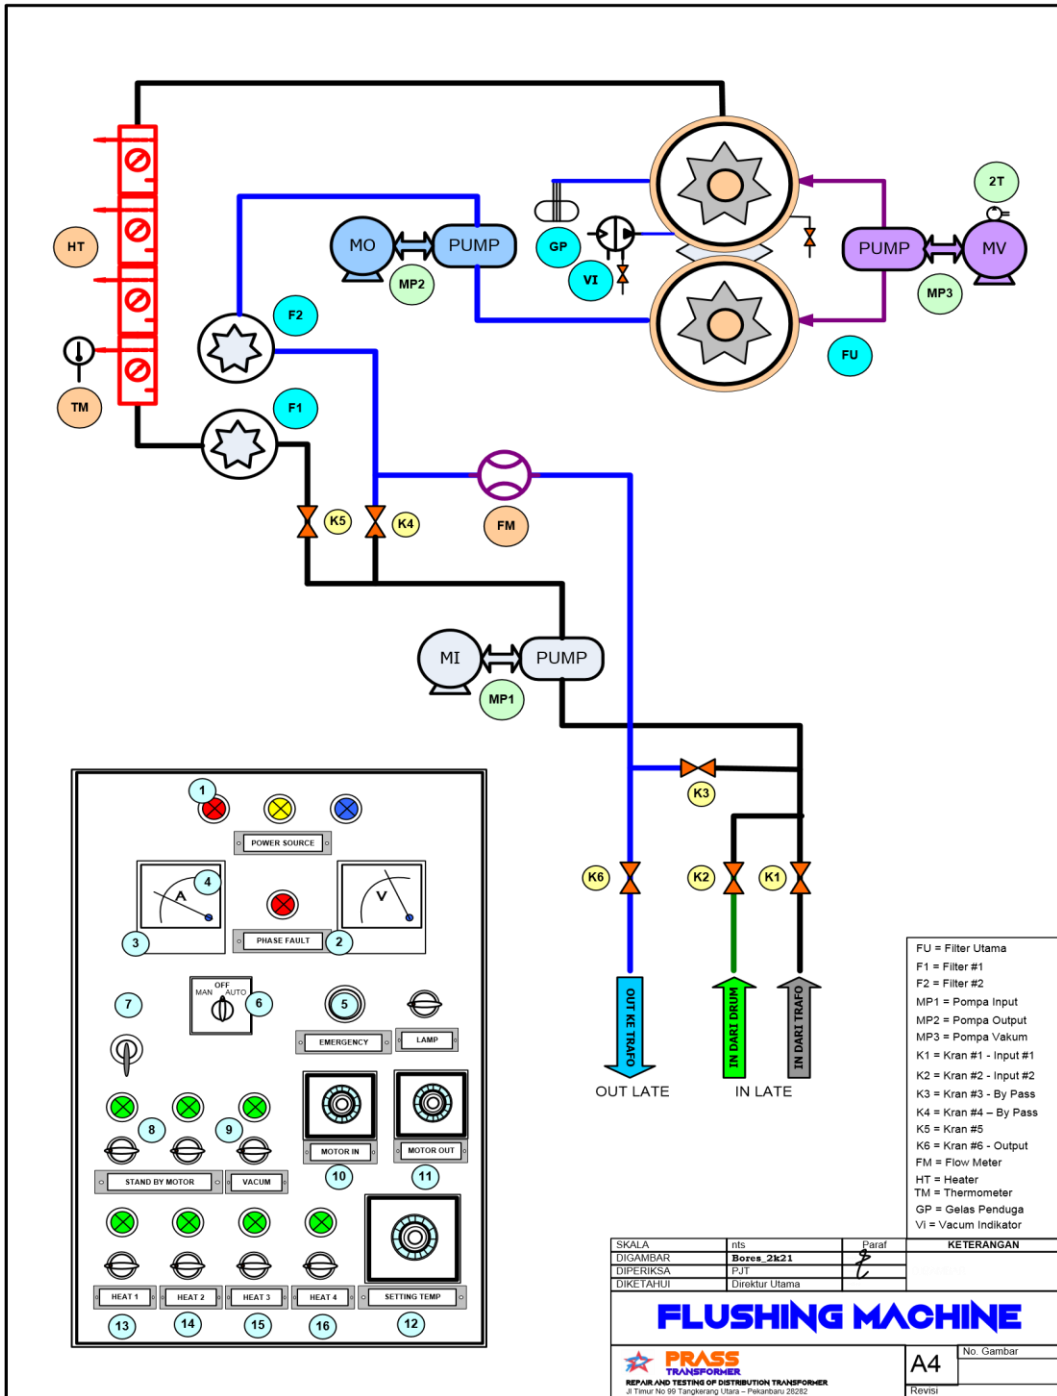 2T
MO
PUMP
GP
PUMP
MV
HT
VI
MP2
MP3
F2
FU
TM
F1
K5
K4
FM
MI
PUMP
MP1
K3
K6
K2
K1
OUT KE TRAFO
IN DARI DRUM
IN DARI TRAFO
OUT LATE
IN LATE
1
POWER SOURCE
4
A
V
3
PHASE FAULT
2
OFF
MAN
AUTO
7
6
5
EMERGENCY
LAMP
8
9
MOTOR IN
MOTOR OUT
STAND BY MOTOR
VACUM
10
11
HEAT 1
HEAT 2
HEAT 3
HEAT 4
SETTING TEMP
13
14
15
16
12
FU = Filter Utama
F1 = Filter #1
F2 = Filter #2
MP1 = Pompa Input
MP2 = Pompa Output
MP3 = Pompa Vakum
K1 = Kran #1 - Input #1
K2 = Kran #2 - Input #2
K3 = Kran #3 - By Pass
K4 = Kran #4 – By Pass
K5 = Kran #5
K6 = Kran #6 - Output
FM = Flow Meter
HT = Heater
TM = Thermometer
GP = Gelas Penduga
Vi = Vacum Indikator
SKALA nts Paraf KETERANGAN
DIGAMBAR Bores_2k21
DIPERIKSA PJT
DIKETAHUI Direktur Utama
FLUSHING MACHINE
PRASS
TRANSFORMER
REPAIR AND TESTING OF DISTRIBUTION TRANSFORMER
Jl Timur No 99 Tangkerang Utara – Pekanbaru 28282
A4
No. Gambar
Revisi